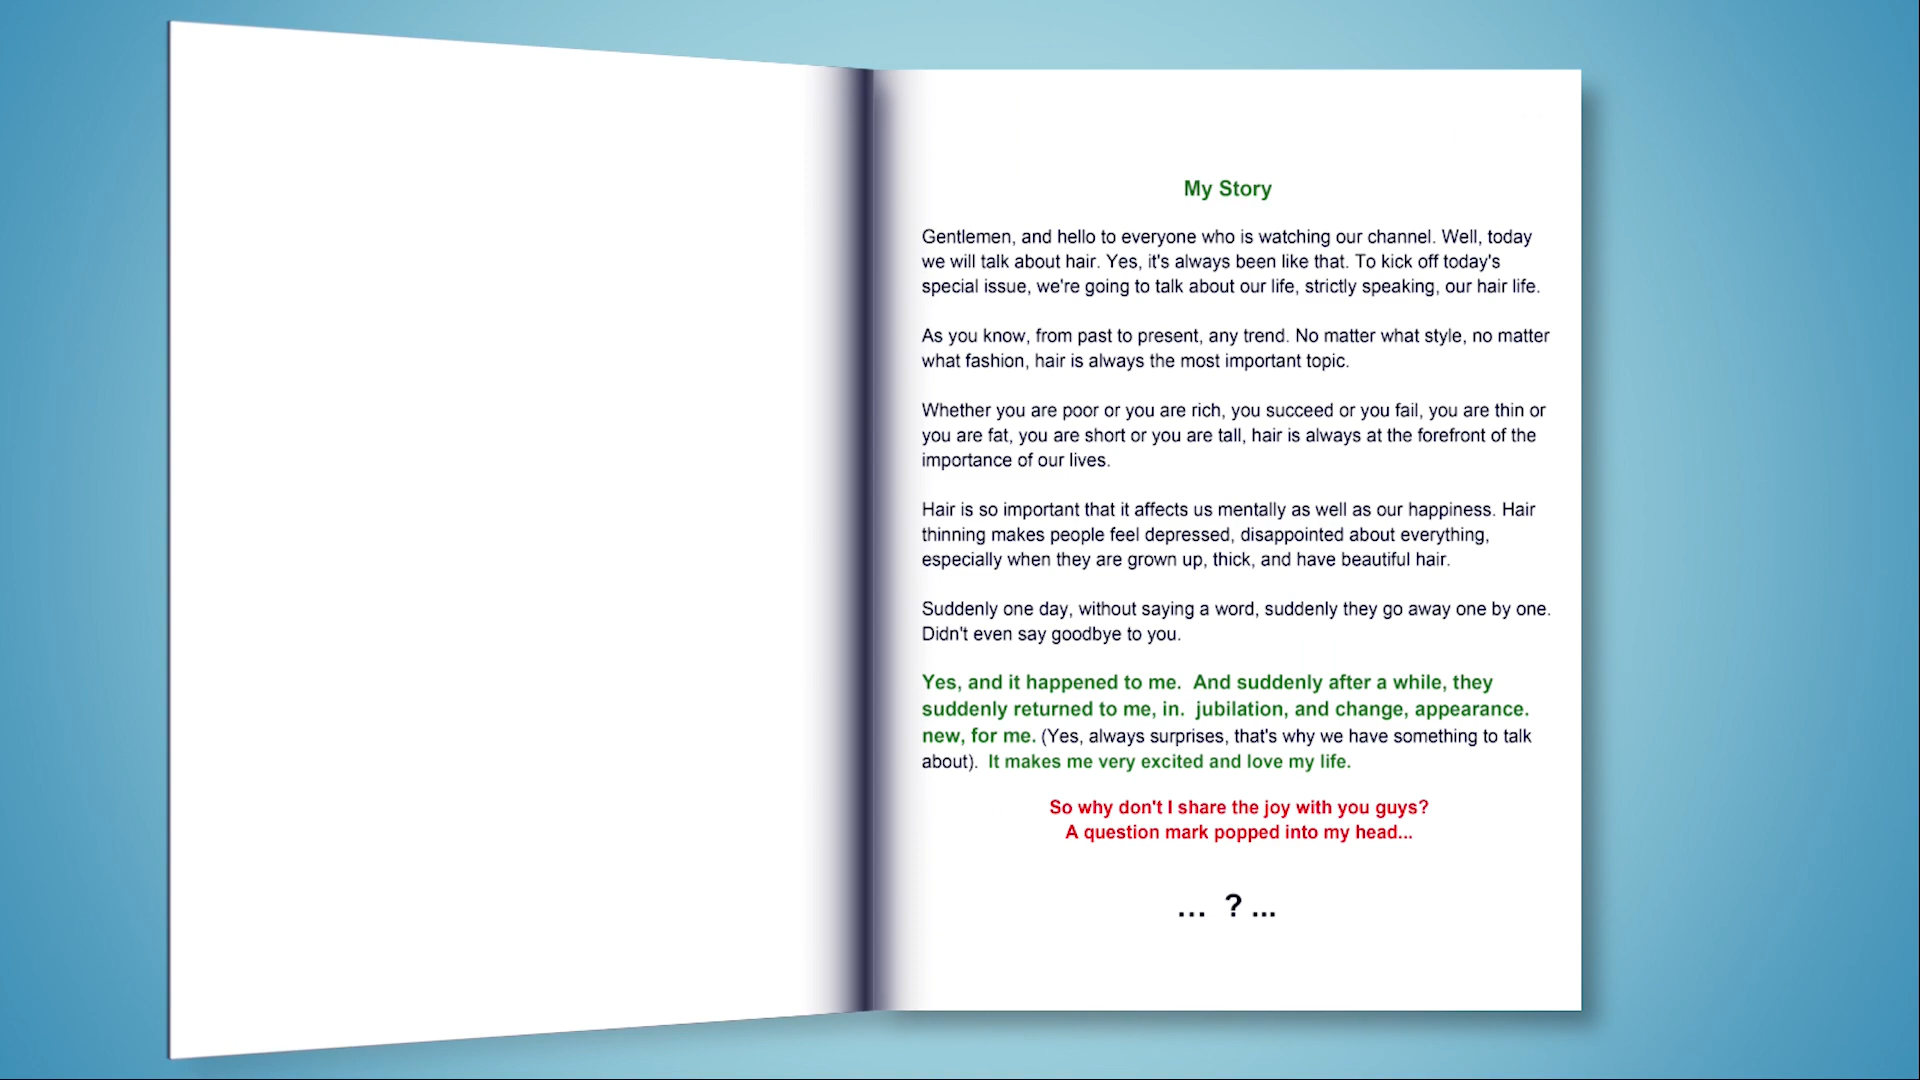 My Story
Gentlemen, and hello to everyone who is watching our channel. Well, today
we will talk about hair. Yes, it's always been like that. To kick off today's
special issue, we're going to talk about our life, strictly speaking, our hair life.
As you know, from past to present, any trend. No matter what style, no matter
what fashion, hair is always the most important topic.
Whether you are poor or you are rich, you succeed or you fail, you are thin or
you are fat, you are short or you are tall, hair is always at the forefront of the
importance of our lives.
Hair is so important that it affects us mentally as well as our happiness. Hair
thinning makes people feel depressed, disappointed about everything,
especially when they are grown up, thick, and have beautiful hair.
Suddenly one day, without saying a word, suddenly they go away one by one.
Didn't even say goodbye to you.
Yes, and it happened to me.  And suddenly after a while, they
suddenly returned to me, in.  jubilation, and change, appearance.
new, for me. (Yes, always surprises, that's why we have something to talk
about).  It makes me very excited and love my life.
So why don't I share the joy with you guys?
A question mark popped into my head...
...  ? ...